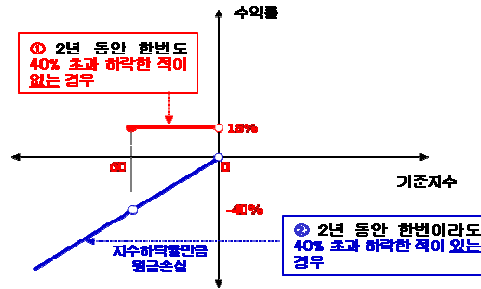 수익률
① 2년 동안 한번도
40% 초과 하락한 적이
없는 경우
-40%
기준지수
지수하락률만큼
원금손실
② 2년 동안 한번이라도
40% 초과 하락한 적이 있는
경우